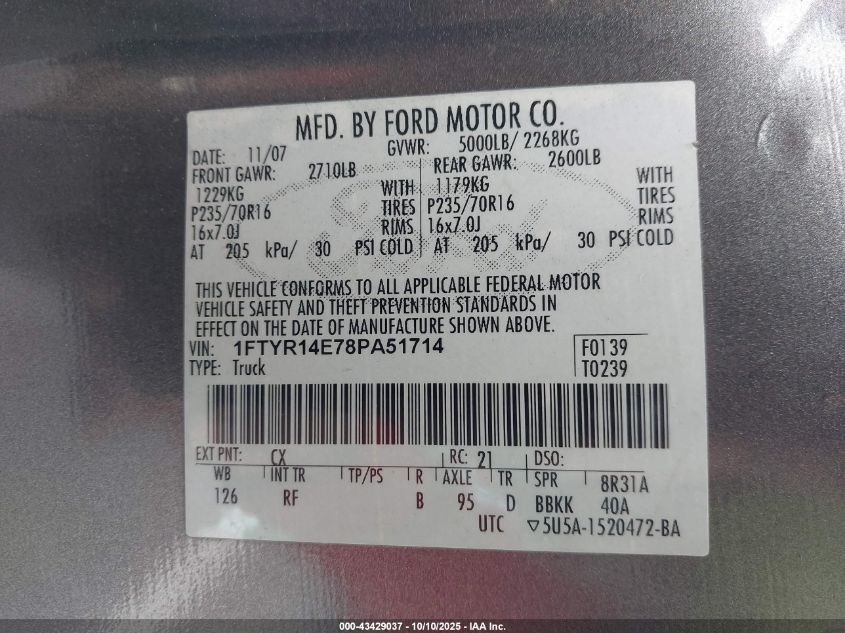 MFD. BY FORD MOTOR CO.
DATE: 11/07 GVWR: 5000LB/ 2268KG
FRONT GAWR: 2710LB REAR GAWR: 2600LB
1229KG WITH 1179KG WITH
P235/70R16 TIRES P235/70R16 TIRES
16x7.0J RIMS 16x7.0J RIMS
AT 205 kPa/ 30 PSI COLD AT 205 kPa/ 30 PSI COLD
THIS VEHICLE CONFORMS TO ALL APPLICABLE FEDERAL MOTOR
VEHICLE SAFETY AND THEFT PREVENTION STANDARDS IN
EFFECT ON THE DATE OF MANUFACTURE SHOWN ABOVE.
VIN: 1FTYR14E78PA51714 F0139
TYPE: Truck T0239
EXT PNT: CX RC: 21 DSO:
WB INT TR TP/PS R AXLE TR SPR 8R31A
126 RF B 95 D BBKK 40A
UTC ▽5U5A-1520472-BA
000-43429037 - 10/10/2025 - IAA Inc.